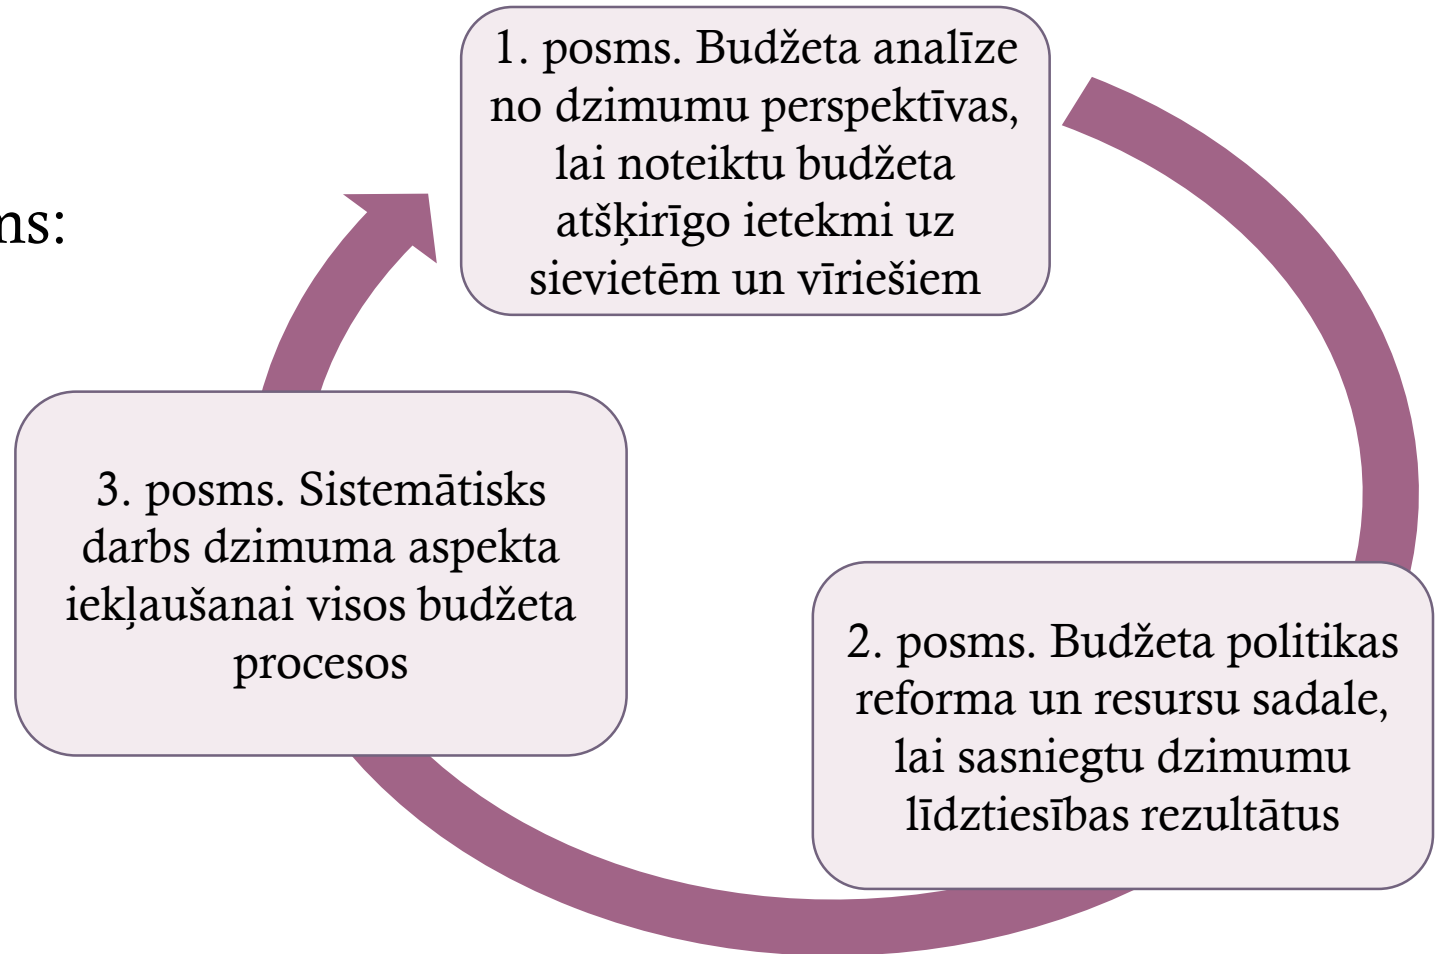 1. posms. Budžeta analīze
no dzimumu perspektīvas,
lai noteiktu budžeta
atšķirīgo ietekmi uz
sievietēm un vīriešiem
3. posms. Sistemātisks
darbs dzimuma aspekta
iekļaušanai visos budžeta
procesos
2. posms. Budžeta politikas
reforma un resursu sadale,
lai sasniegtu dzimumu
līdztiesības rezultātus